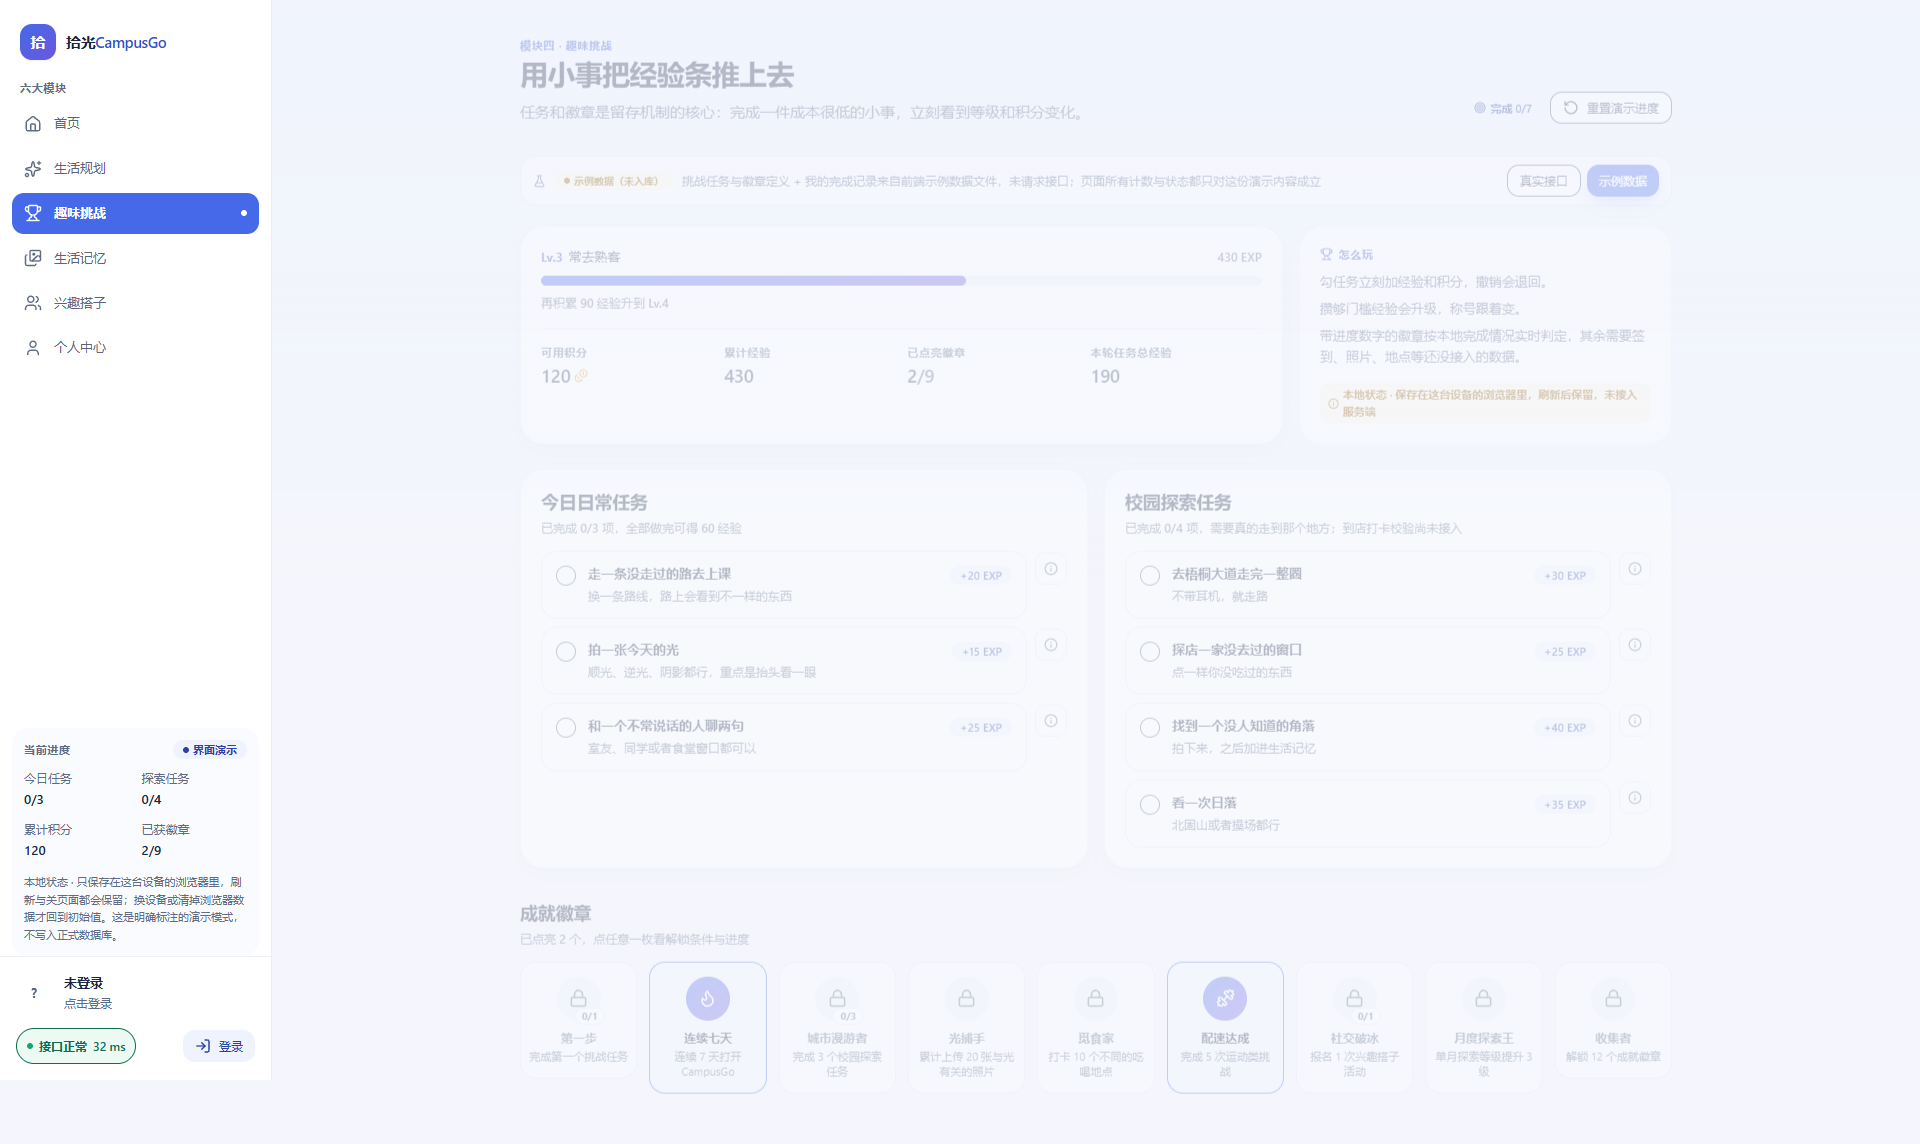 拾
拾光CampusGo
六大模块
首页
生活规划
趣味挑战
生活记忆
兴趣搭子
个人中心
当前进度
界面演示
今日任务
探索任务
0/3
0/4
累计积分
已获徽章
120
2/9
本地状态 · 只保存在这台设备的浏览器里，刷
新与关页面都会保留；换设备或清掉浏览器数
据才回到初始值。这是明确标注的演示模式，
不写入正式数据库。
?
未登录
点击登录
接口正常 32 ms
登录
模块四 · 趣味挑战
用小事把经验条推上去
任务和徽章是留存机制的核心：完成一件成本很低的小事，立刻看到等级和积分变化。
完成 0/7
重置演示进度
示例数据（未入库）
挑战任务与徽章定义 + 我的完成记录来自前端示例数据文件，未请求接口；页面所有计数与状态都只对这份演示内容成立
真实接口
示例数据
Lv.3 常去熟客
430 EXP
再积累 90 经验升到 Lv.4
可用积分
累计经验
已点亮徽章
本轮任务总经验
120
430
2/9
190
怎么玩
勾任务立刻加经验和积分，撤销会退回。
攒够门槛经验会升级，称号跟着变。
带进度数字的徽章按本地完成情况实时判定，其余需要签
到、照片、地点等还没接入的数据。
本地状态 · 保存在这台设备的浏览器里，刷新后保留，未接入
服务端
今日日常任务
已完成 0/3 项，全部做完可得 60 经验
走一条没走过的路去上课
+20 EXP
换一条路线，路上会看到不一样的东西
拍一张今天的光
+15 EXP
顺光、逆光、阴影都行，重点是抬头看一眼
和一个不常说话的人聊两句
+25 EXP
室友、同学或者食堂窗口都可以
校园探索任务
已完成 0/4 项，需要真的走到那个地方；到店打卡校验尚未接入
去梧桐大道走完一整圈
+30 EXP
不带耳机，就走路
探店一家没去过的窗口
+25 EXP
点一样你没吃过的东西
找到一个没人知道的角落
+40 EXP
拍下来，之后加进生活记忆
看一次日落
+35 EXP
北固山或者操场都行
成就徽章
已点亮 2 个，点任意一枚看解锁条件与进度
0/1
第一步
完成第一个挑战任务
连续七天
连续 7 天打开
CampusGo
0/3
城市漫游者
完成 3 个校园探索
任务
光捕手
累计上传 20 张与光
有关的照片
觅食家
打卡 10 个不同的吃
喝地点
配速达成
完成 5 次运动类挑
战
0/1
社交破冰
报名 1 次兴趣搭子
活动
月度探索王
单月探索等级提升 3
级
收集者
解锁 12 个成就徽章